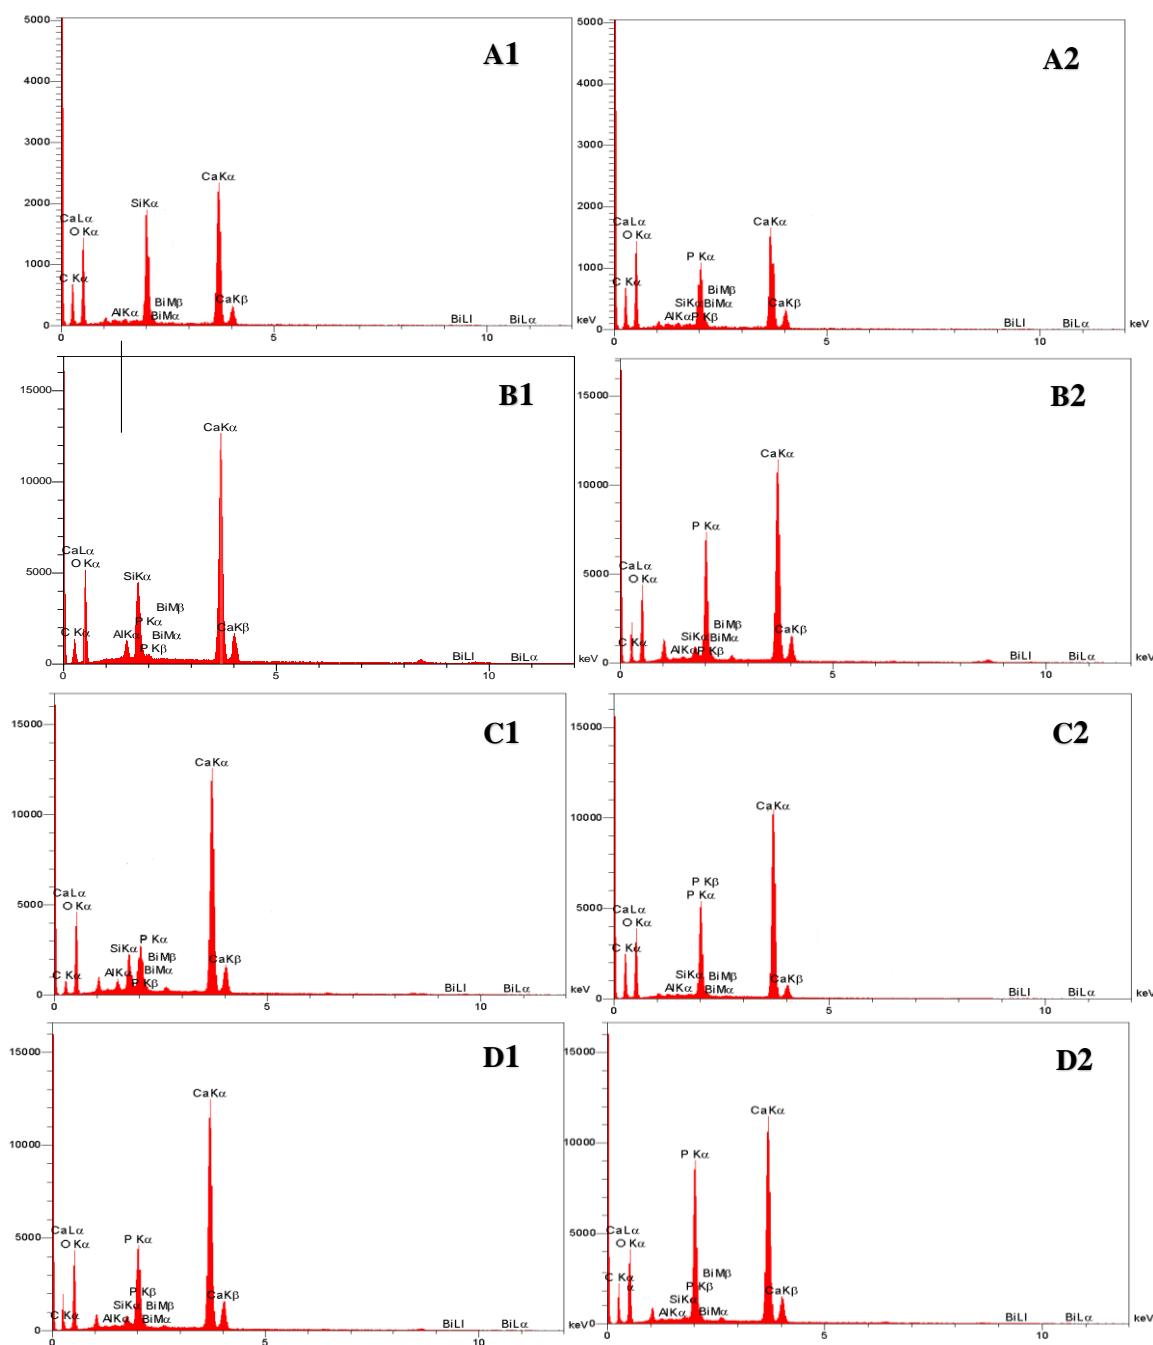 A1
5000
4000
3000
2000
1000
0
CaLα
O Kα
C Kα
AlKα
SiKα
BiMβ
BiMα
CaKα
CaKβ
BiLl
BiLα
keV
0
5
10
A2
5000
4000
3000
2000
1000
0
CaLα
O Kα
C Kα
P Kα
SiKα
BiMβ
BiMα
AlKα
P Kβ
CaKα
CaKβ
BiLl
BiLα
keV
0
5
10
B1
15000
10000
5000
0
CaLα
O Kα
C Kα
SiKα
P Kα
BiMβ
AlKα
BiMα
P Kβ
CaKα
CaKβ
BiLl
BiLα
keV
0
5
10
B2
15000
10000
5000
0
CaLα
O Kα
C Kα
P Kα
BiMβ
SiKα
BiMα
AlKα
P Kβ
CaKα
CaKβ
BiLl
BiLα
keV
0
5
10
C1
15000
10000
5000
0
CaLα
O Kα
C Kα
P Kα
SiKα
BiMβ
BiMα
AlKα
P Kβ
CaKα
CaKβ
BiLl
BiLα
keV
0
5
10
C2
15000
10000
5000
0
CaLα
O Kα
C Kα
P Kβ
P Kα
SiKα
BiMβ
AlKα
BiMα
CaKα
CaKβ
BiLl
BiLα
keV
0
5
10
D1
15000
10000
5000
0
CaLα
O Kα
C Kα
P Kα
P Kβ
SiKα
BiMβ
AlKα
BiMα
CaKα
CaKβ
BiLl
BiLα
keV
0
5
10
D2
15000
10000
5000
0
CaLα
O Kα
C Kα
α
P Kα
BiMβ
P Kβ
SiKα
AlKα
BiMα
CaKα
CaKβ
BiLl
BiLα
keV
0
5
10